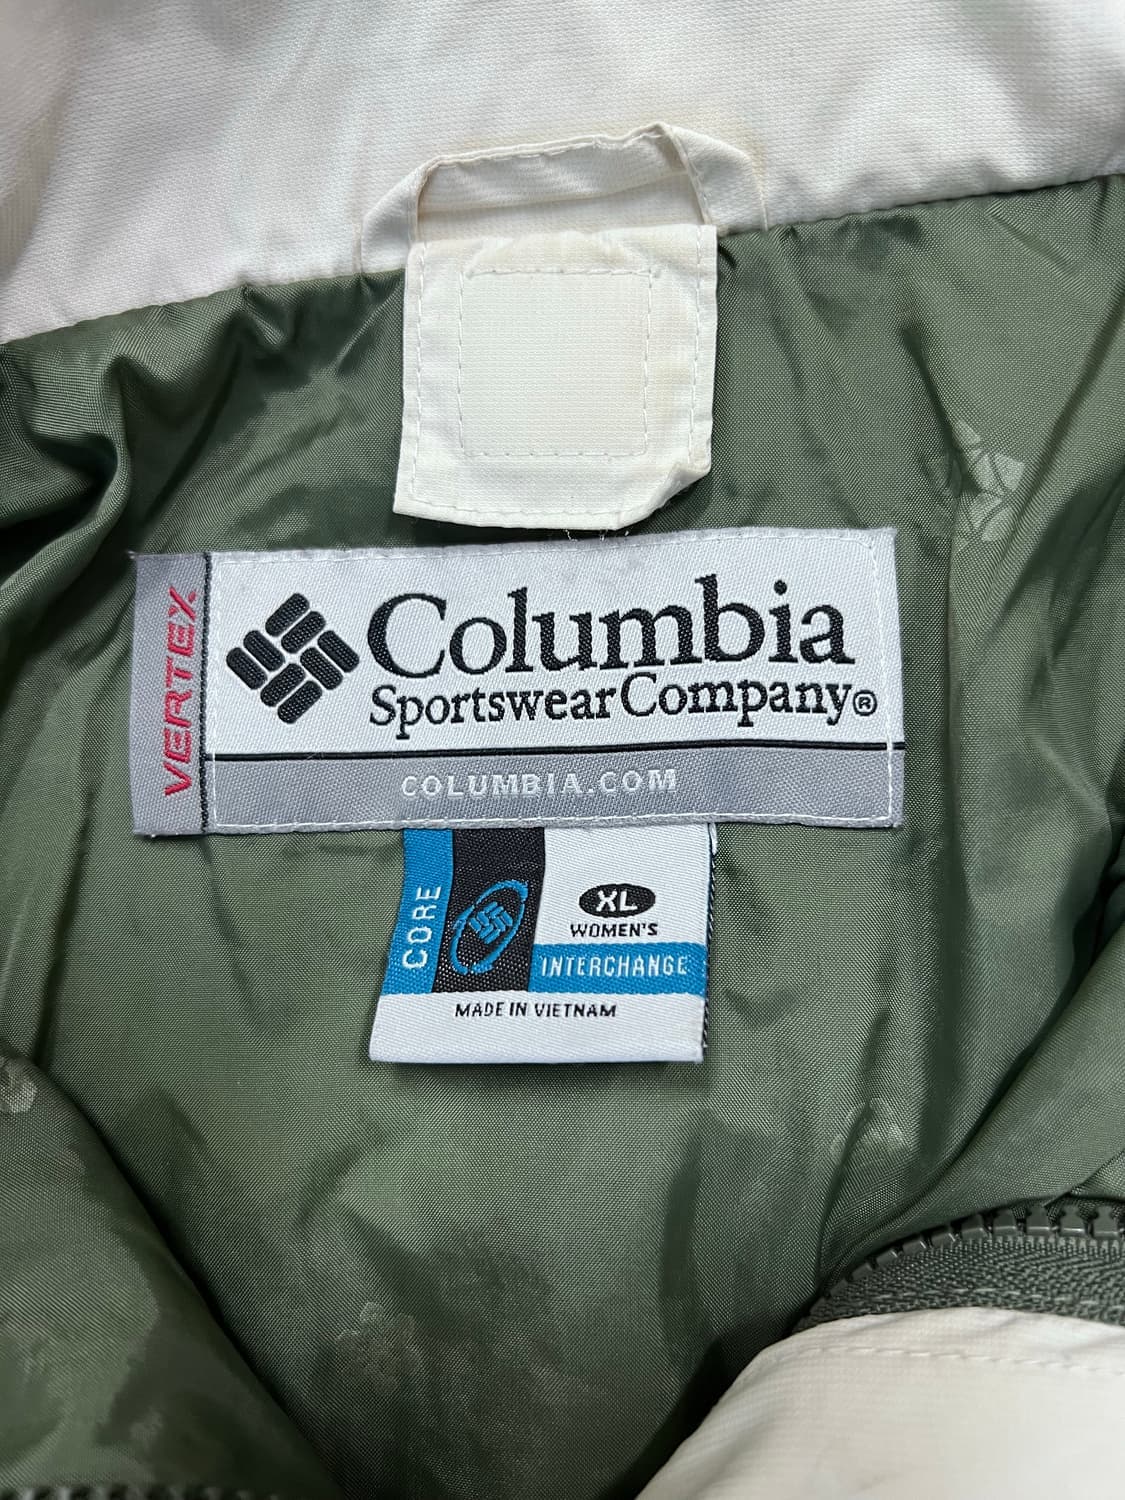 VERTEX
Columbia
Sportswear Company®
COLUMBIA.COM
CORE
XL
WOMEN'S
INTERCHANGE
MADE IN VIETNAM